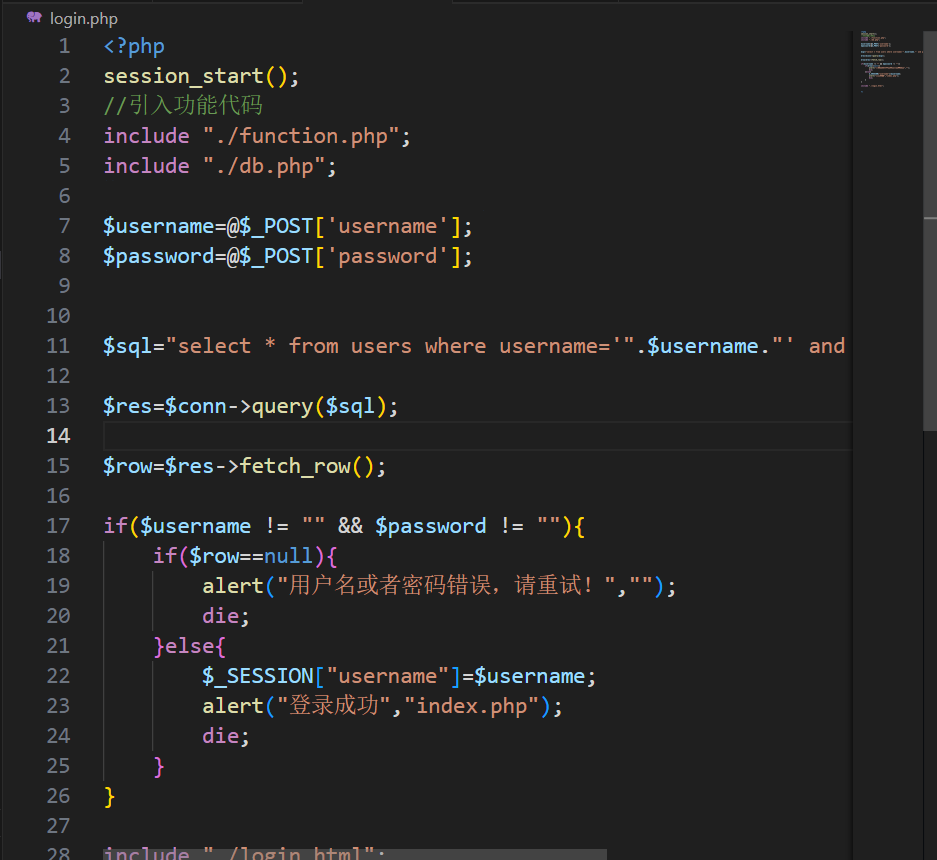 login.php
1 <?php
2 session_start();
3 //引入功能代码
4 include "./function.php";
5 include "./db.php";
6
7 $username=@$_POST['username'];
8 $password=@$_POST['password'];
9
10
11 $sql="select * from users where username='".$username."' and
12
13 $res=$conn->query($sql);
14
15 $row=$res->fetch_row();
16
17 if($username != "" && $password != ""){
18 if($row==null){
19 alert("用户名或者密码错误，请重试！","");
20 die;
21 }else{
22 $_SESSION["username"]=$username;
23 alert("登录成功","index.php");
24 die;
25 }
26 }
27
28 include "./login.html";